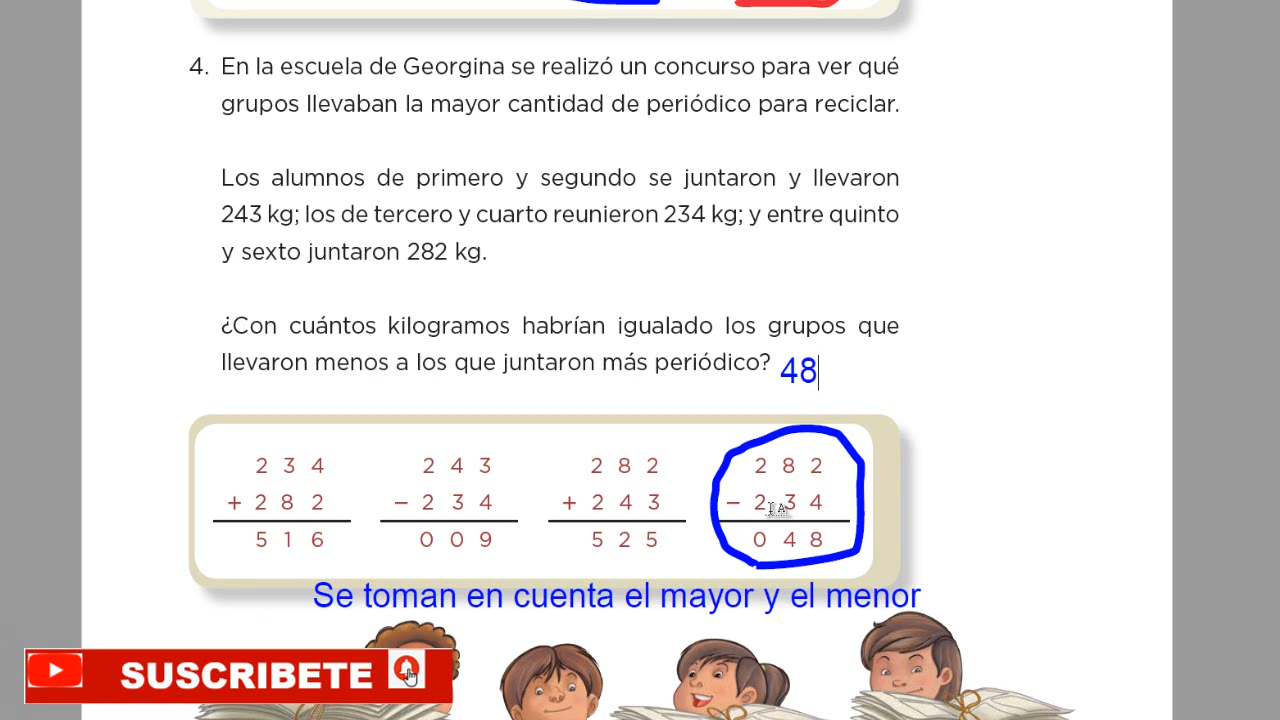 4. En la escuela de Georgina se realizó un concurso para ver qué
grupos llevaban la mayor cantidad de periódico para reciclar.
Los alumnos de primero y segundo se juntaron y llevaron
243 kg; los de tercero y cuarto reunieron 234 kg; y entre quinto
y sexto juntaron 282 kg.
¿Con cuántos kilogramos habrían igualado los grupos que
llevaron menos a los que juntaron más periódico? 48
2 3 4
+ 2 8 2
5 1 6
2 4 3
− 2 3 4
0 0 9
2 8 2
+ 2 4 3
5 2 5
2 8 2
− 2 3 4
0 4 8
Se toman en cuenta el mayor y el menor
SUSCRIBETE